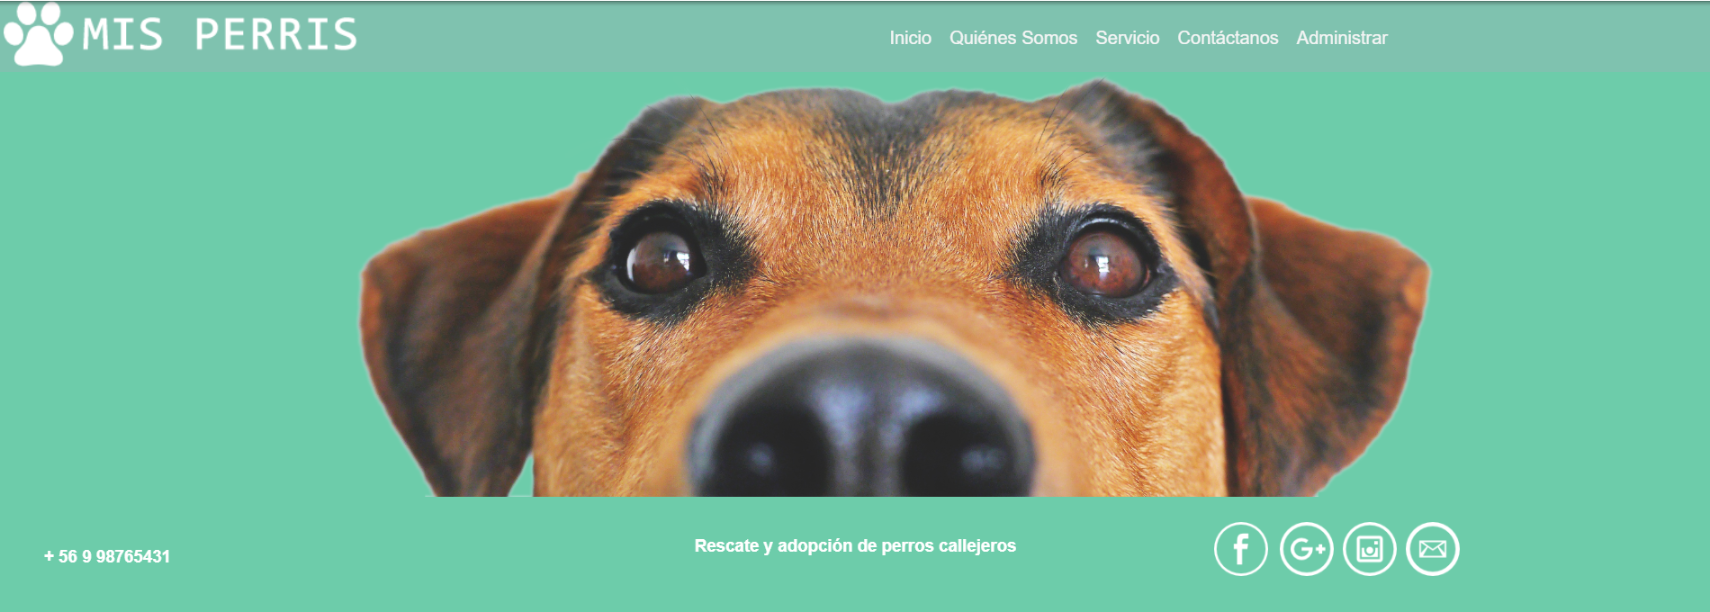 MIS PERRIS
Inicio Quiénes Somos Servicio Contáctanos Administrar
+ 56 9 98765431
Rescate y adopción de perros callejeros
f G+